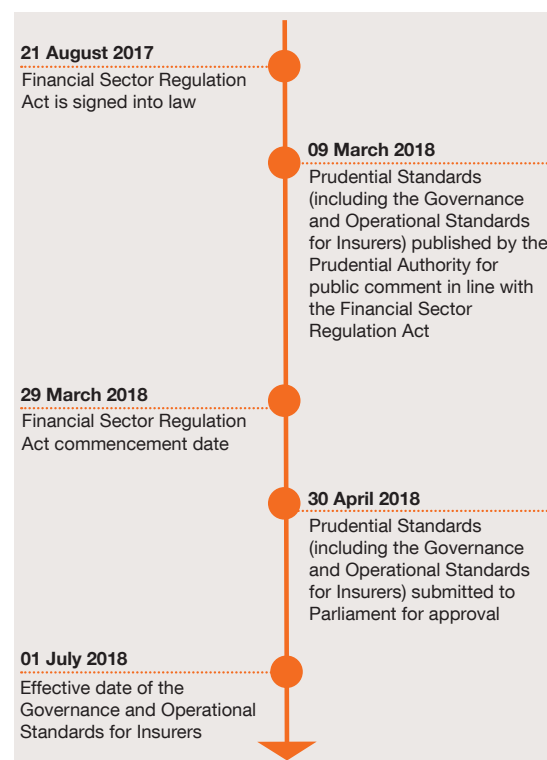 21 August 2017
Financial Sector Regulation
Act is signed into law
09 March 2018
Prudential Standards
(including the Governance
and Operational Standards
for Insurers) published by the
Prudential Authority for
public comment in line with
the Financial Sector
Regulation Act
29 March 2018
Financial Sector Regulation
Act commencement date
30 April 2018
Prudential Standards
(including the Governance
and Operational Standards
for Insurers) submitted to
Parliament for approval
01 July 2018
Effective date of the
Governance and Operational
Standards for Insurers